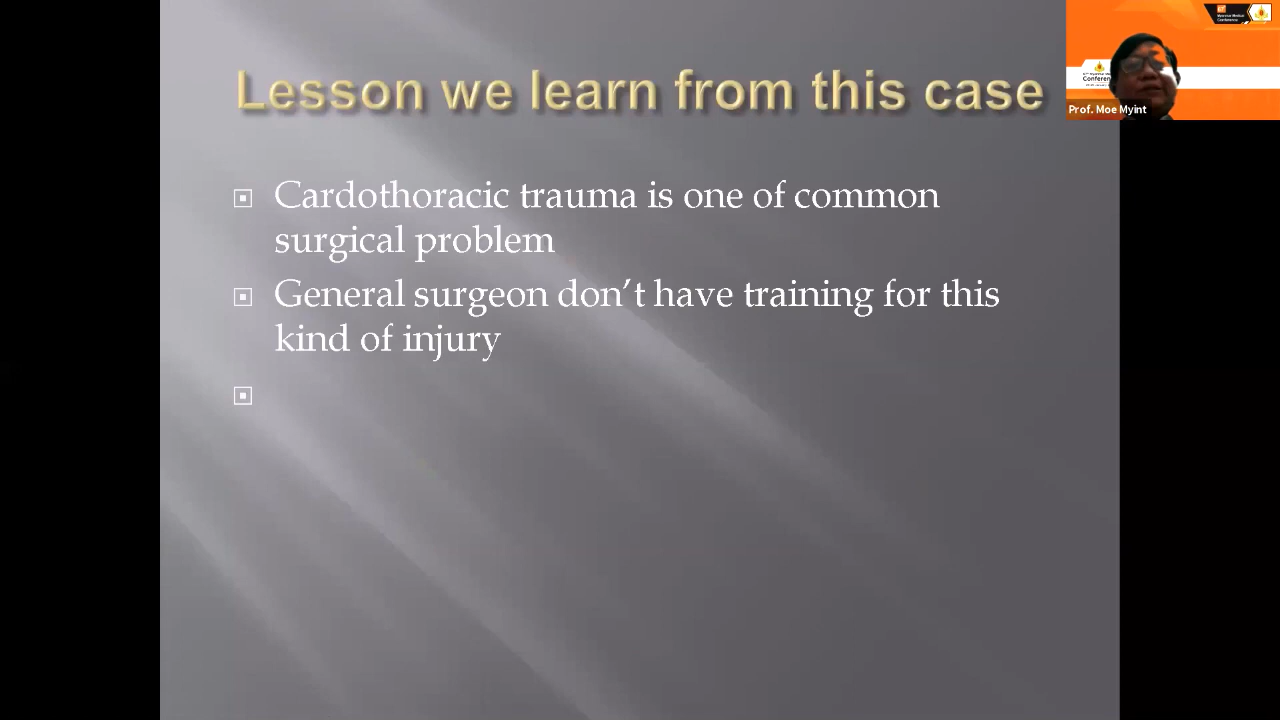 Lesson we learn from this case
Cardothoracic trauma is one of common
surgical problem
General surgeon don’t have training for this
kind of injury
Prof. Moe Myint